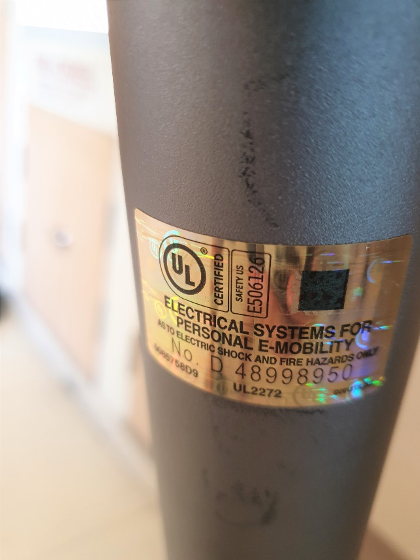 UL
®
CERTIFIED
SAFETY US
E506126
ELECTRICAL SYSTEMS FOR
PERSONAL E-MOBILITY
AS TO ELECTRIC SHOCK AND FIRE HAZARDS ONLY
No. D 48998950
UL2272